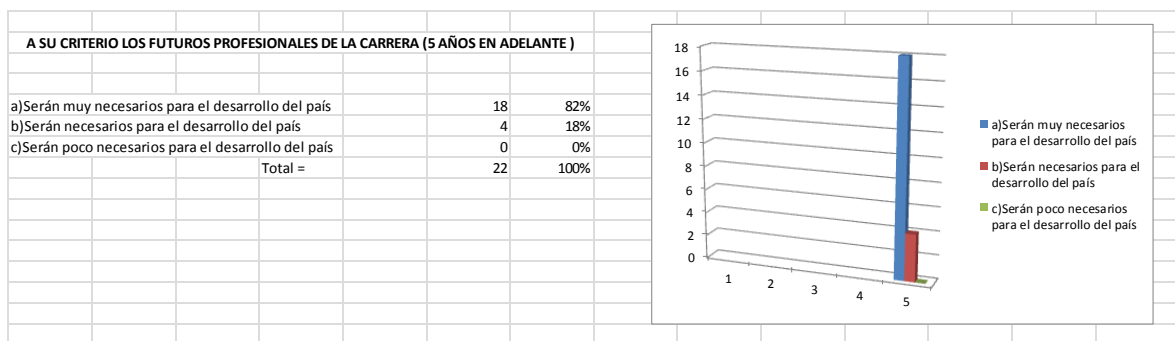 A SU CRITERIO LOS FUTUROS PROFESIONALES DE LA CARRERA (5 AÑOS EN ADELANTE )
a)Serán muy necesarios para el desarrollo del país 18 82%
b)Serán necesarios para el desarrollo del país 4 18%
c)Serán poco necesarios para el desarrollo del país 0 0%
Total = 22 100%
18
16
14
12
10
8
6
4
2
0
1 2 3 4 5
a)Serán muy necesarios
para el desarrollo del país
b)Serán necesarios para el
desarrollo del país
c)Serán poco necesarios
para el desarrollo del país